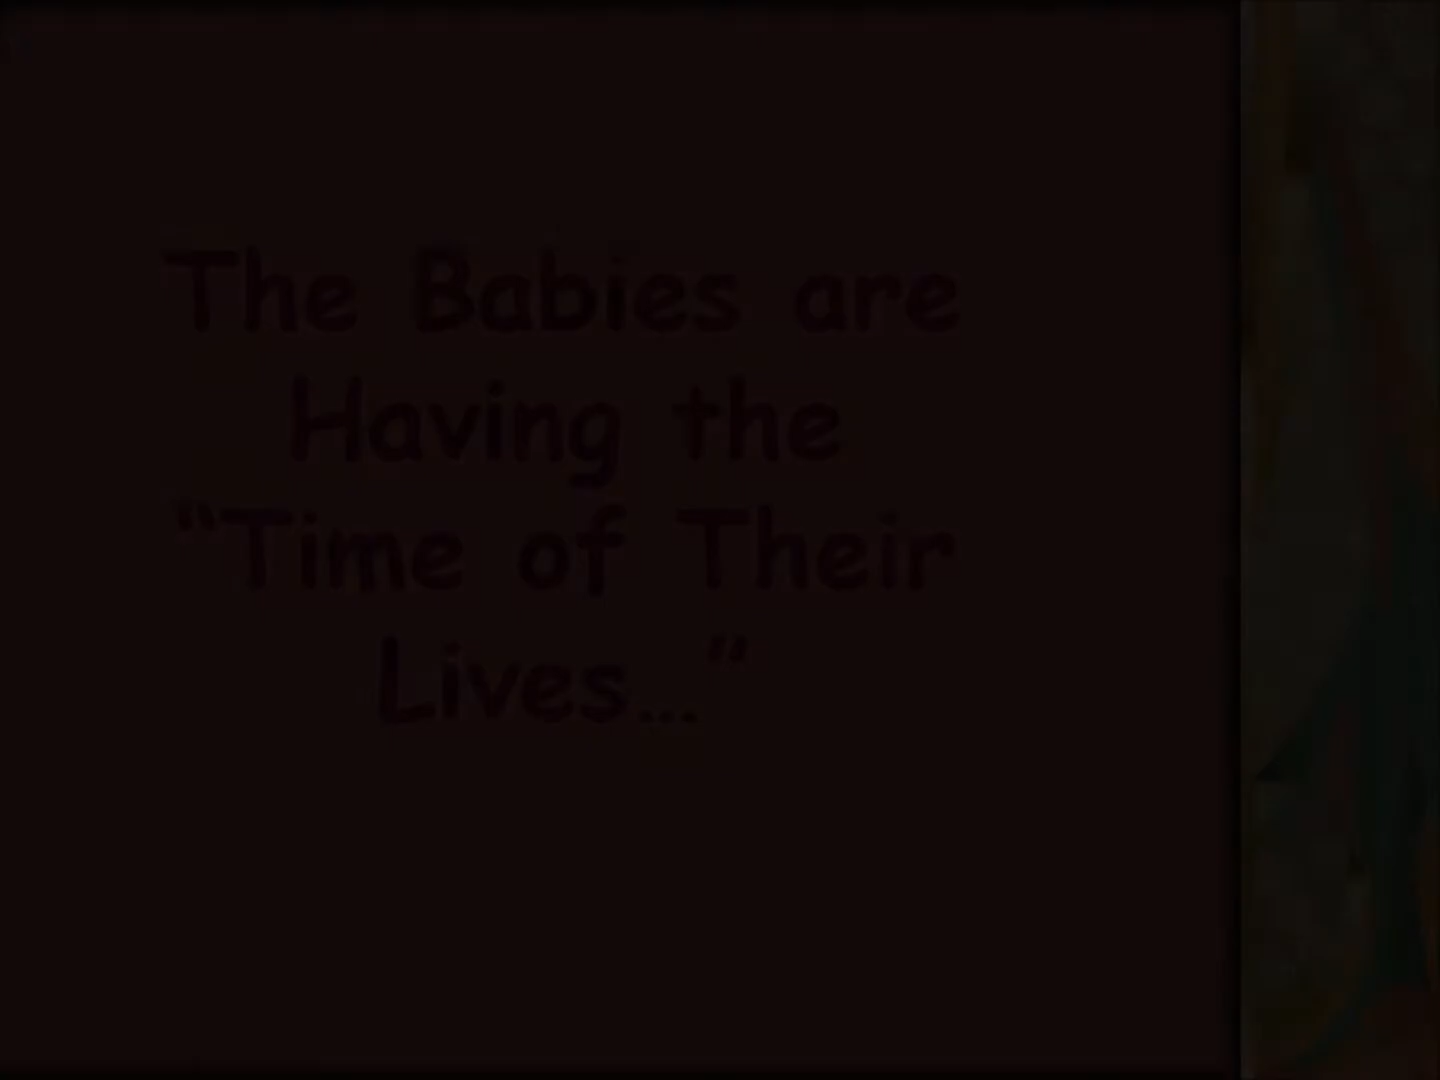 The Babies are
Having the
“Time of Their
Lives…”